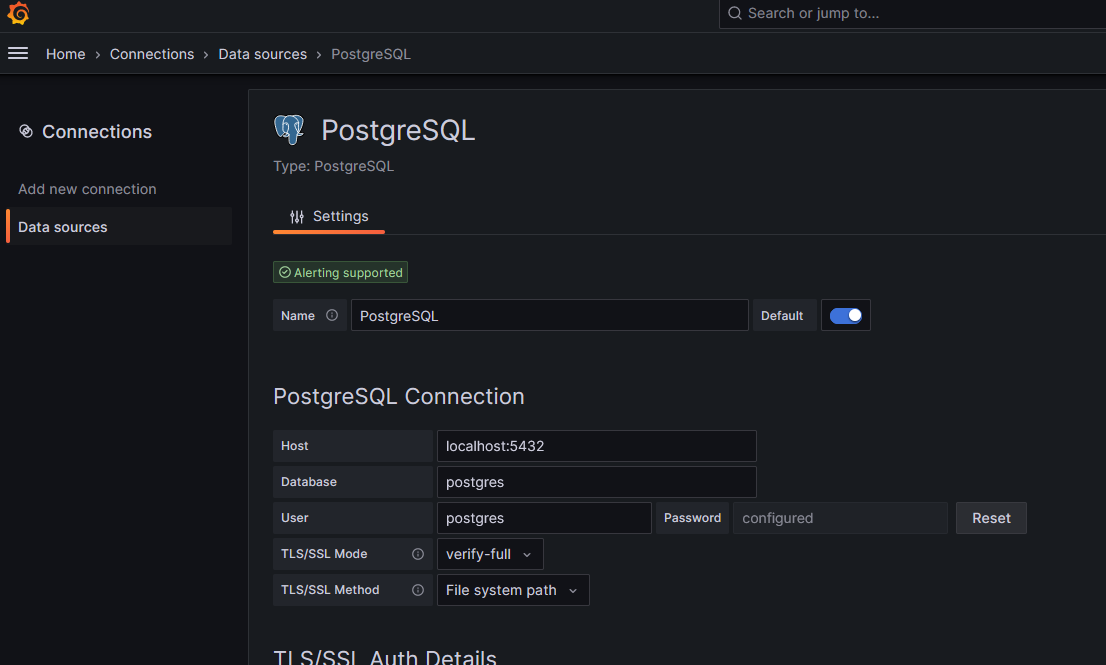 Search or jump to...
Home › Connections › Data sources › PostgreSQL
Connections
Add new connection
Data sources
PostgreSQL
Type: PostgreSQL
Settings
Alerting supported
Name PostgreSQL Default
PostgreSQL Connection
Host localhost:5432
Database postgres
User postgres Password configured Reset
TLS/SSL Mode verify-full
TLS/SSL Method File system path
TLS/SSL Auth Details